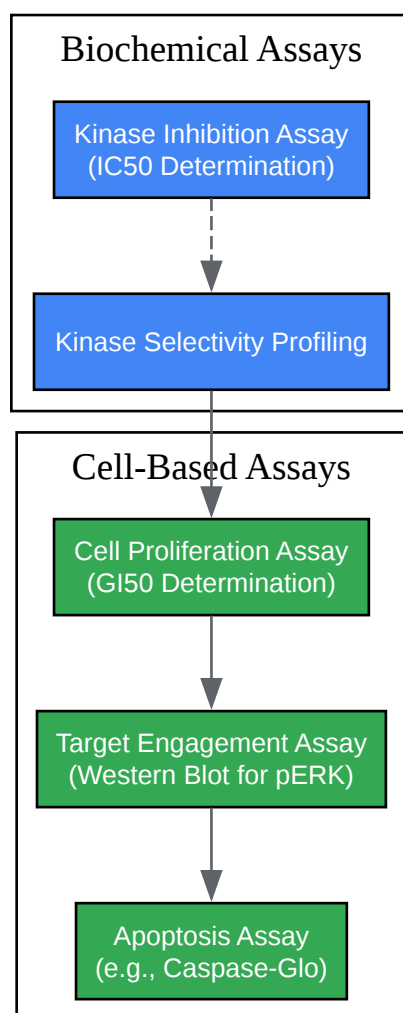 Biochemical Assays
Kinase Inhibition Assay
(IC50 Determination)
Kinase Selectivity Profiling
Cell-Based Assays
Cell Proliferation Assay
(GI50 Determination)
Target Engagement Assay
(Western Blot for pERK)
Apoptosis Assay
(e.g., Caspase-Glo)